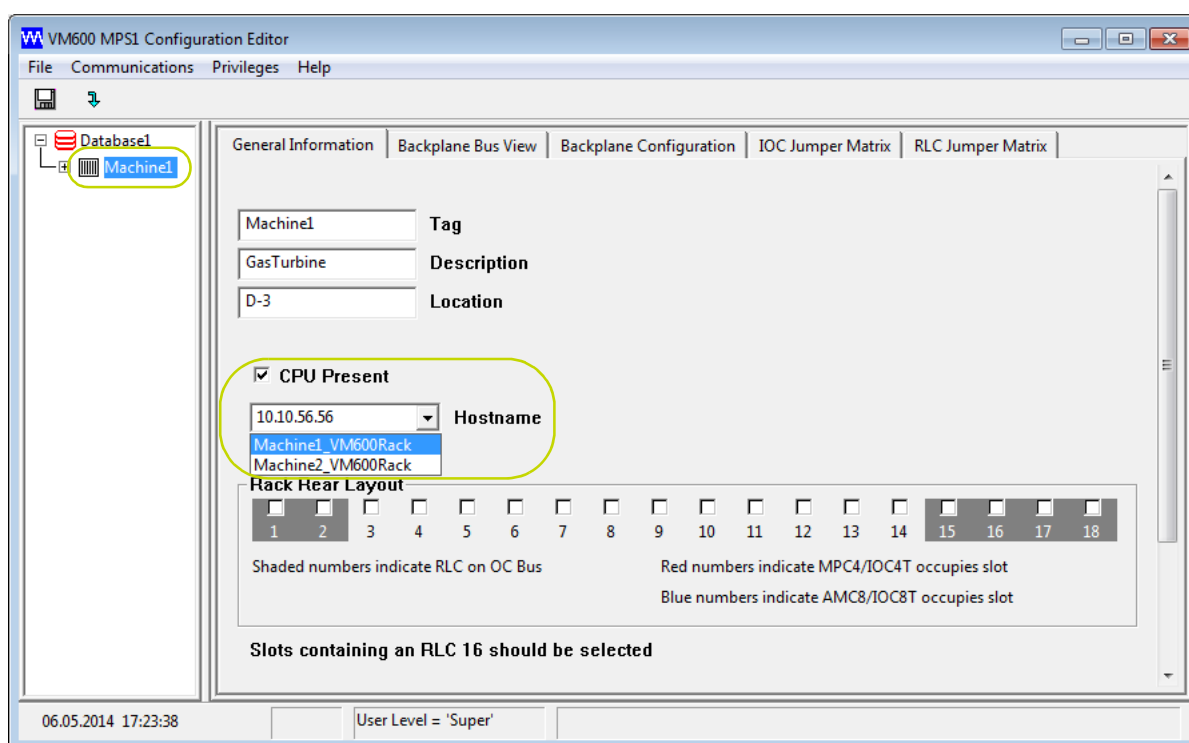 VM600 MPS1 Configuration Editor
File Communications Privileges Help
Database1
Machine1
General Information Backplane Bus View Backplane Configuration IOC Jumper Matrix RLC Jumper Matrix
Machine1 Tag
GasTurbine Description
D-3 Location
CPU Present
10.10.56.56 Hostname
Machine1_VM600Rack
Machine2_VM600Rack
Rack Rear Layout
1 2 3 4 5 6 7 8 9 10 11 12 13 14 15 16 17 18
Shaded numbers indicate RLC on OC Bus Red numbers indicate MPC4/IOC4T occupies slot
Blue numbers indicate AMC8/IOC8T occupies slot
Slots containing an RLC 16 should be selected
06.05.2014 17:23:38 User Level = 'Super'